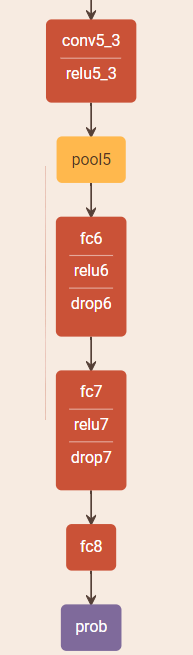 conv5_3
relu5_3
pool5
fc6
relu6
drop6
fc7
relu7
drop7
fc8
prob